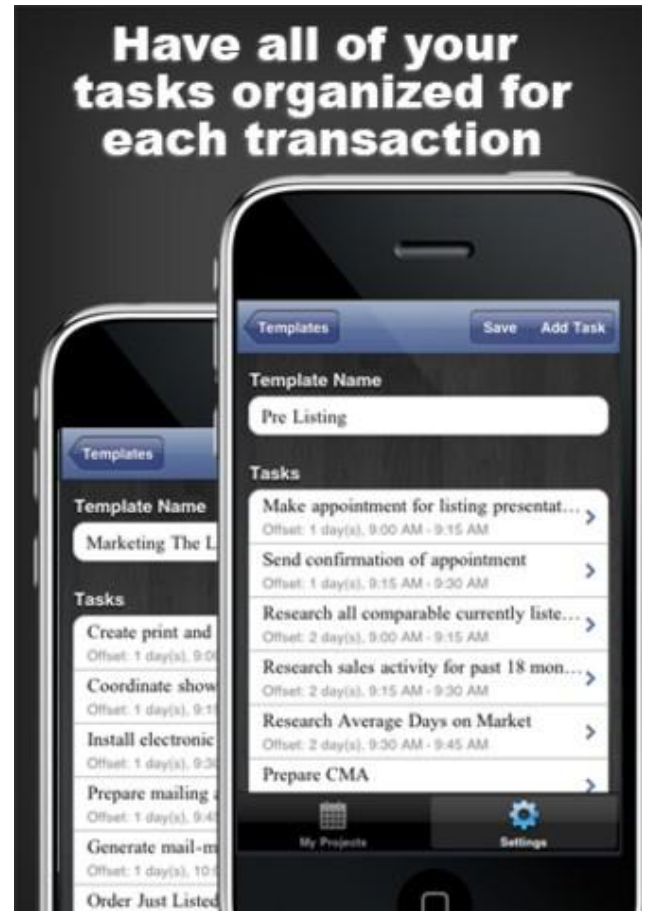 Have all of your
tasks organized for
each transaction
Templates
Save Add Task
Template Name
Pre Listing
Tasks
Make appointment for listing presentat...
Offset: 1 day(s), 9:00 AM - 9:15 AM
Send confirmation of appointment
Offset: 1 day(s), 9:15 AM - 9:30 AM
Research all comparable currently liste...
Offset: 2 day(s), 9:00 AM - 9:15 AM
Research sales activity for past 18 mon...
Offset: 2 day(s), 9:15 AM - 9:30 AM
Research Average Days on Market
Offset: 2 day(s), 9:30 AM - 9:45 AM
Prepare CMA
My Projects
Settings
Templates
Template Name
Marketing The L
Tasks
Create print and
Offset: 1 day(s), 9:00
Coordinate show
Offset: 1 day(s), 9:15
Install electronic
Offset: 1 day(s), 9:30
Prepare mailing
Offset: 1 day(s), 9:45
Generate mail-m
Offset: 1 day(s), 10:
Order Just Listed